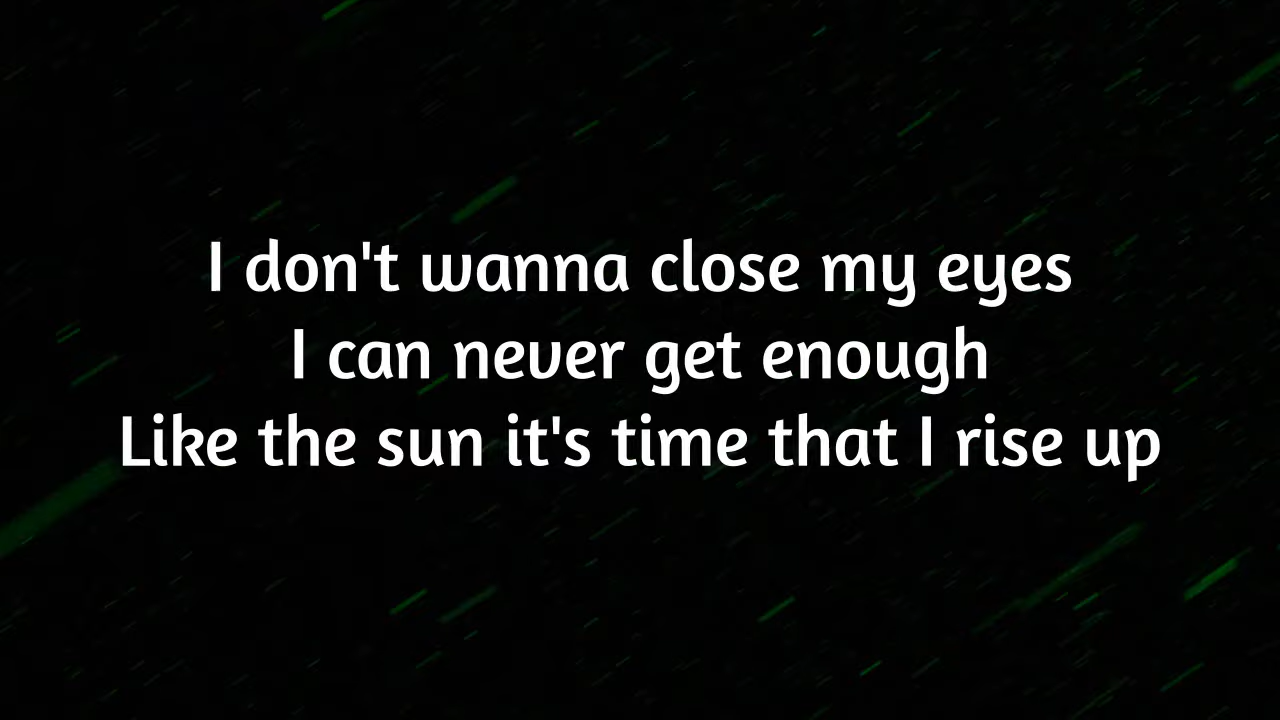 I don't wanna close my eyes
I can never get enough
Like the sun it's time that I rise up